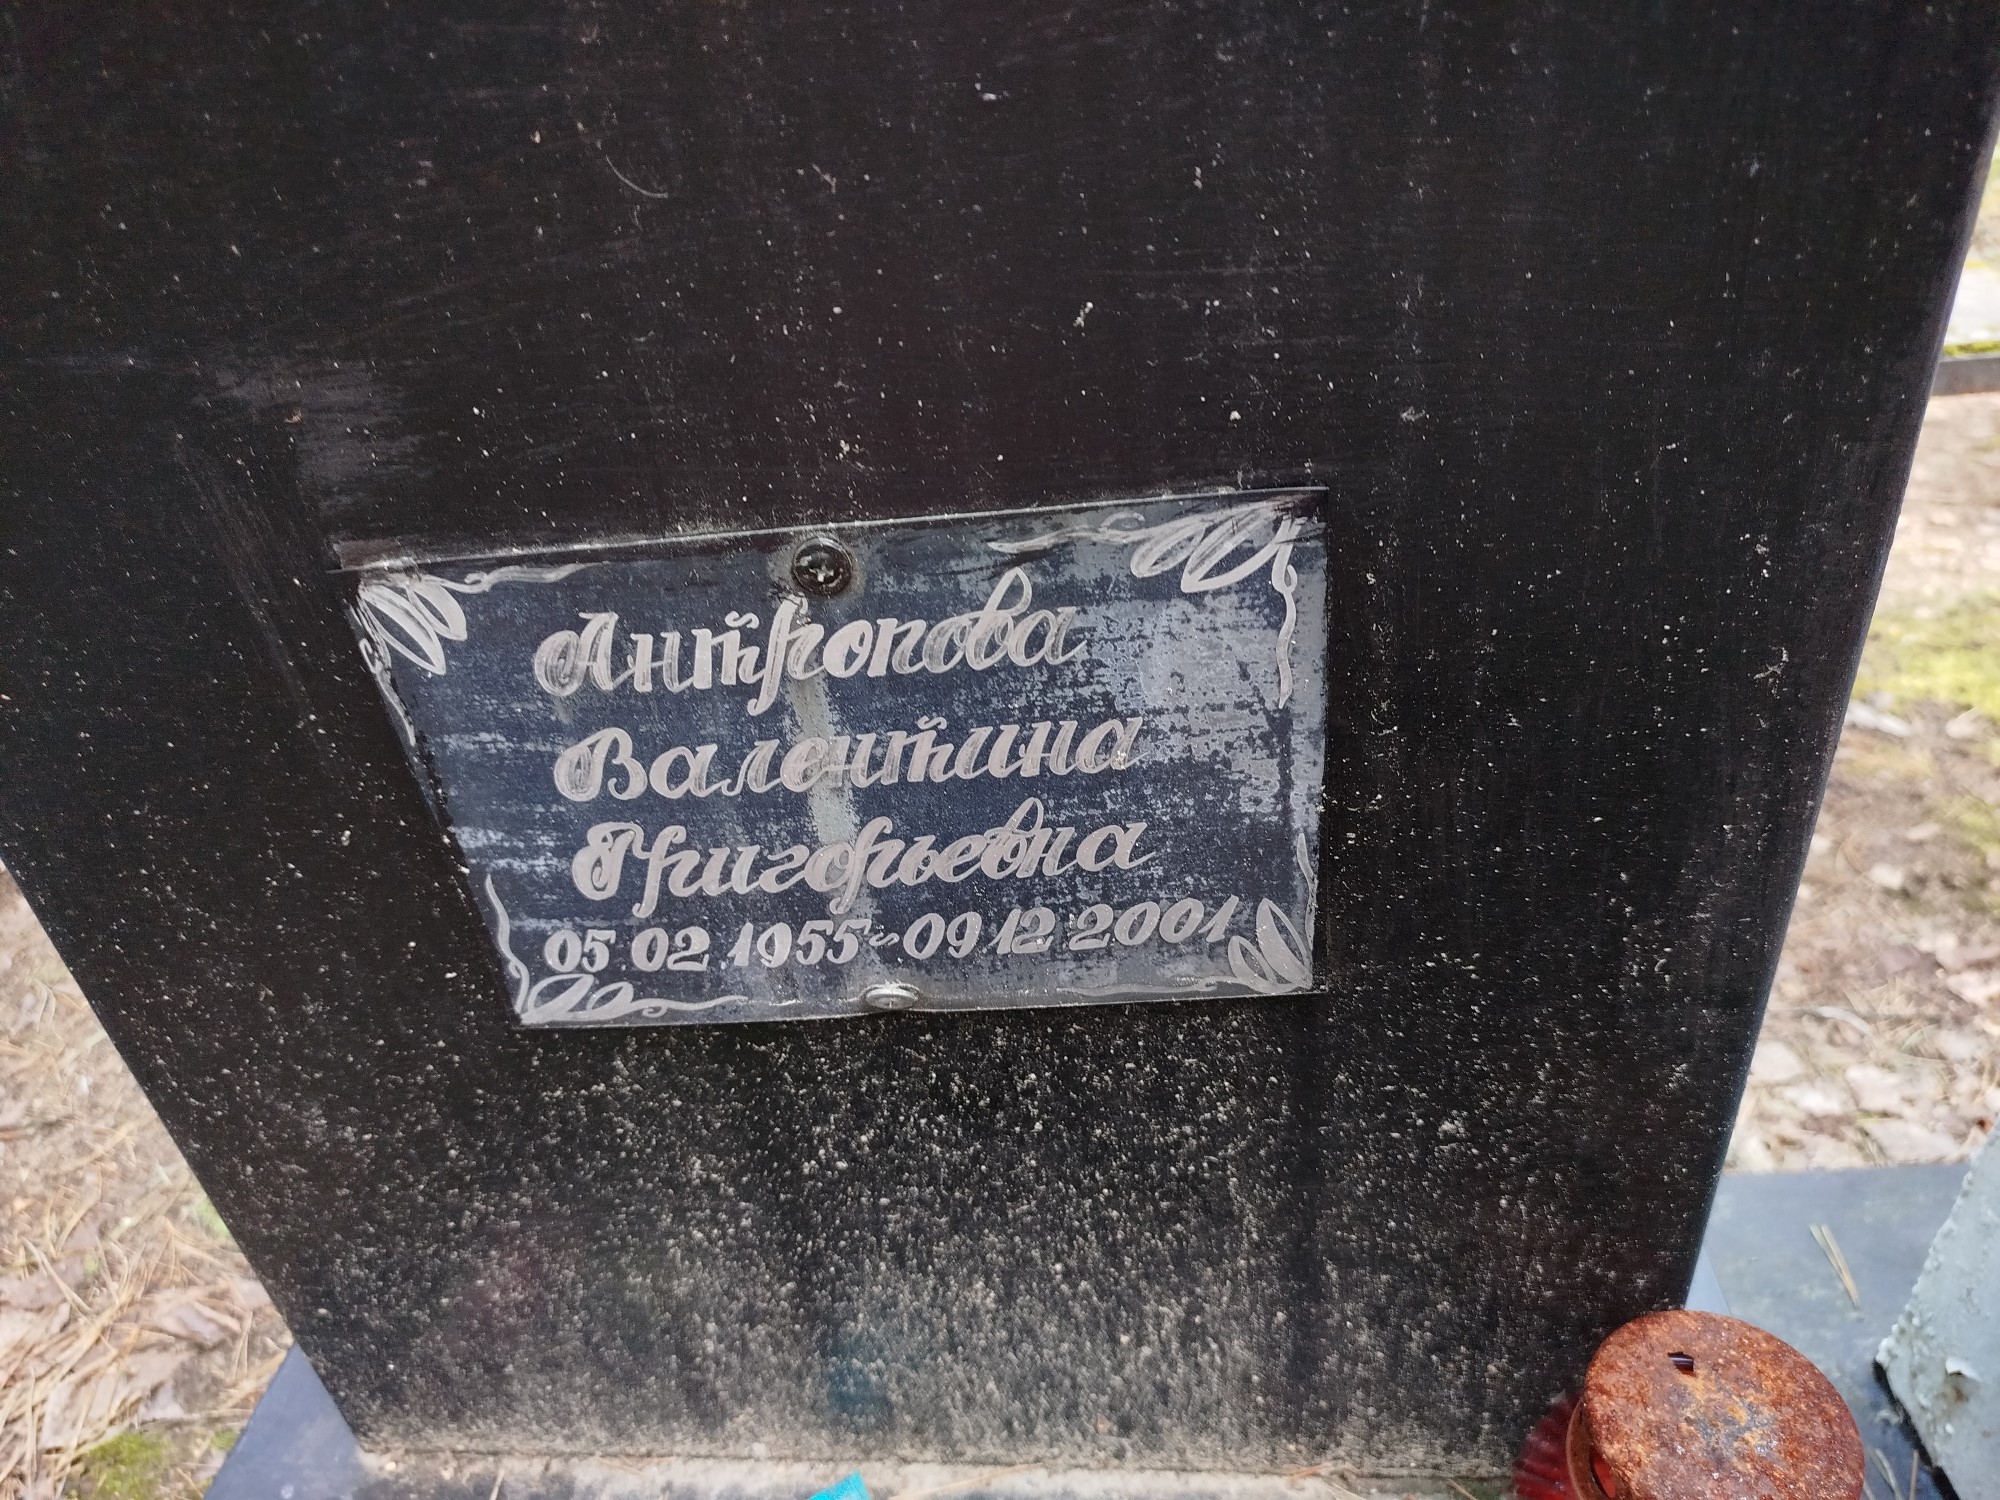 Антропова
Валентина
Григорьевна
05.02.1955~09.12.2001